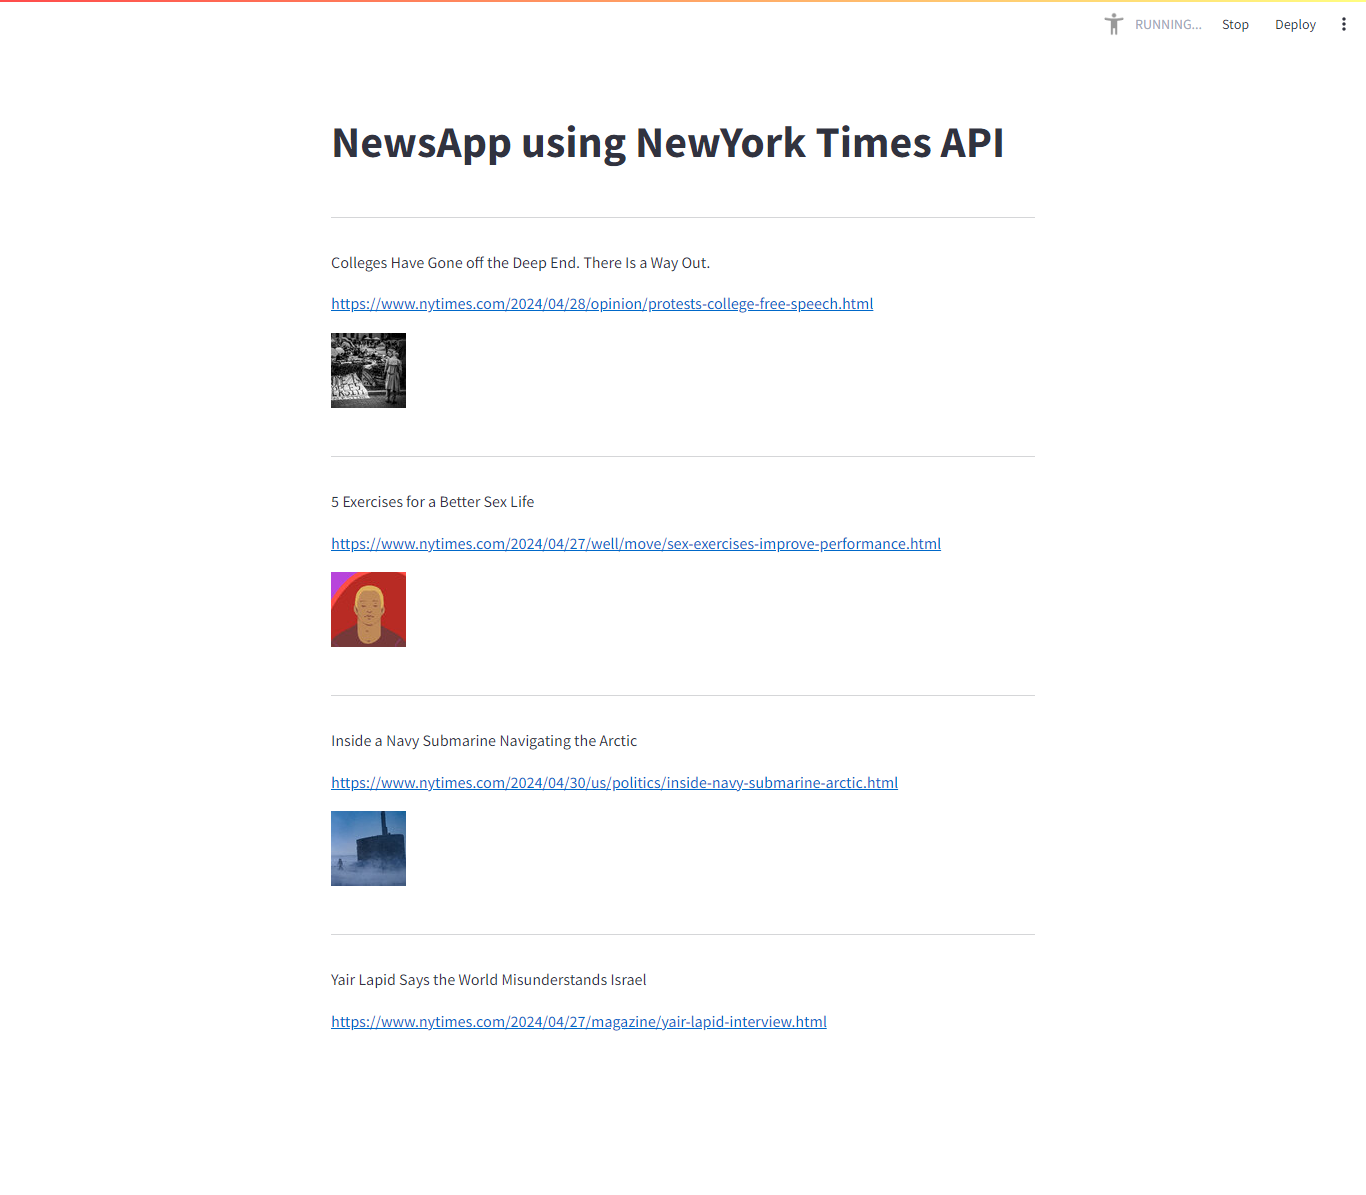 RUNNING...
Stop
Deploy
NewsApp using NewYork Times API
Colleges Have Gone off the Deep End. There Is a Way Out.
https://www.nytimes.com/2024/04/28/opinion/protests-college-free-speech.html
5 Exercises for a Better Sex Life
https://www.nytimes.com/2024/04/27/well/move/sex-exercises-improve-performance.html
Inside a Navy Submarine Navigating the Arctic
https://www.nytimes.com/2024/04/30/us/politics/inside-navy-submarine-arctic.html
Yair Lapid Says the World Misunderstands Israel
https://www.nytimes.com/2024/04/27/magazine/yair-lapid-interview.html